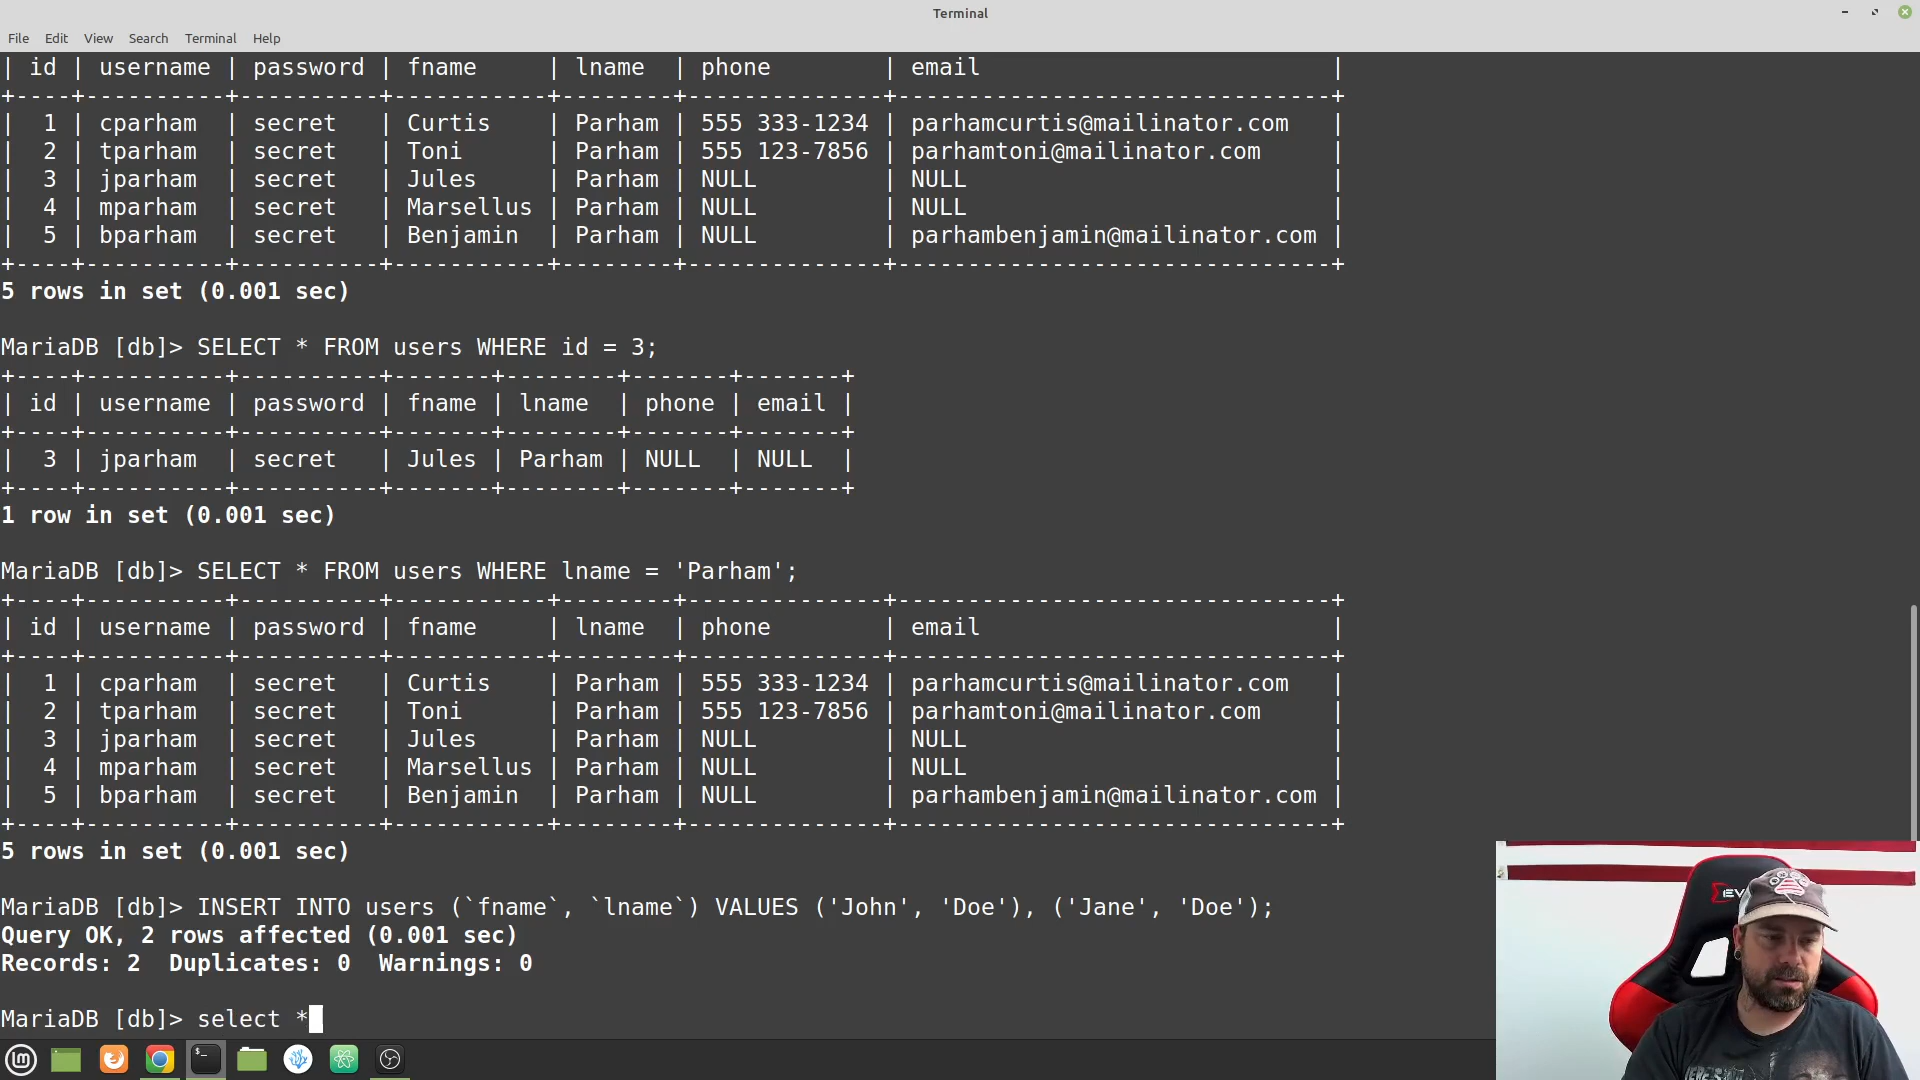 Terminal
File Edit View Search Terminal Help
| id | username | password | fname     | lname  | phone        | email                         |
+----+----------+----------+-----------+--------+--------------+-------------------------------+
|  1 | cparham  | secret   | Curtis    | Parham | 555 333-1234 | parhamcurtis@mailinator.com   |
|  2 | tparham  | secret   | Toni      | Parham | 555 123-7856 | parhamtoni@mailinator.com     |
|  3 | jparham  | secret   | Jules     | Parham | NULL         | NULL                          |
|  4 | mparham  | secret   | Marsellus | Parham | NULL         | NULL                          |
|  5 | bparham  | secret   | Benjamin  | Parham | NULL         | parhambenjamin@mailinator.com |
+----+----------+----------+-----------+--------+--------------+-------------------------------+
5 rows in set (0.001 sec)
MariaDB [db]> SELECT * FROM users WHERE id = 3;
+----+----------+----------+-------+--------+-------+-------+
| id | username | password | fname | lname  | phone | email |
+----+----------+----------+-------+--------+-------+-------+
|  3 | jparham  | secret   | Jules | Parham | NULL  | NULL  |
+----+----------+----------+-------+--------+-------+-------+
1 row in set (0.001 sec)
MariaDB [db]> SELECT * FROM users WHERE lname = 'Parham';
+----+----------+----------+-----------+--------+--------------+-------------------------------+
| id | username | password | fname     | lname  | phone        | email                         |
+----+----------+----------+-----------+--------+--------------+-------------------------------+
|  1 | cparham  | secret   | Curtis    | Parham | 555 333-1234 | parhamcurtis@mailinator.com   |
|  2 | tparham  | secret   | Toni      | Parham | 555 123-7856 | parhamtoni@mailinator.com     |
|  3 | jparham  | secret   | Jules     | Parham | NULL         | NULL                          |
|  4 | mparham  | secret   | Marsellus | Parham | NULL         | NULL                          |
|  5 | bparham  | secret   | Benjamin  | Parham | NULL         | parhambenjamin@mailinator.com |
+----+----------+----------+-----------+--------+--------------+-------------------------------+
5 rows in set (0.001 sec)
MariaDB [db]> INSERT INTO users (`fname`, `lname`) VALUES ('John', 'Doe'), ('Jane', 'Doe');
Query OK, 2 rows affected (0.001 sec)
Records: 2  Duplicates: 0  Warnings: 0
MariaDB [db]> select *